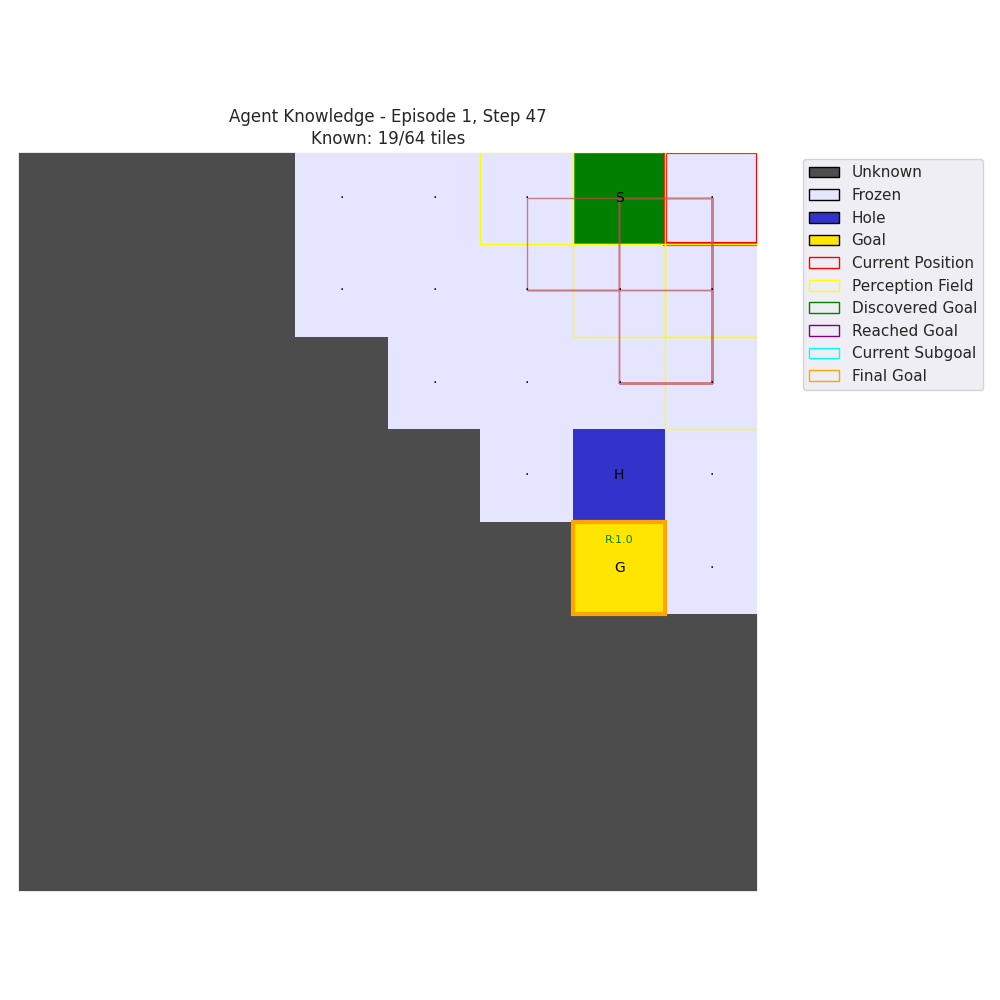 Agent Knowledge - Episode 1, Step 47
Known: 19/64 tiles
S
H
R:1.0
G
Unknown
Frozen
Hole
Goal
Current Position
Perception Field
Discovered Goal
Reached Goal
Current Subgoal
Final Goal